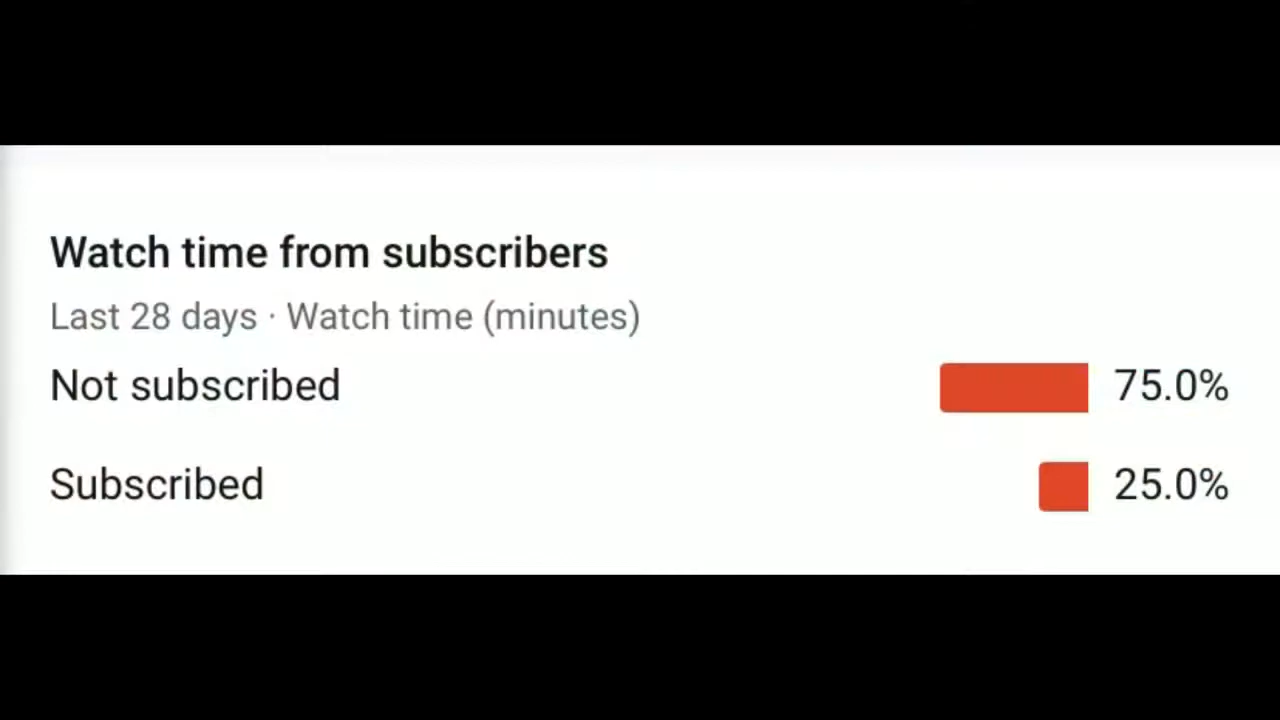 Watch time from subscribers
Last 28 days · Watch time (minutes)
Not subscribed 75.0%
Subscribed 25.0%